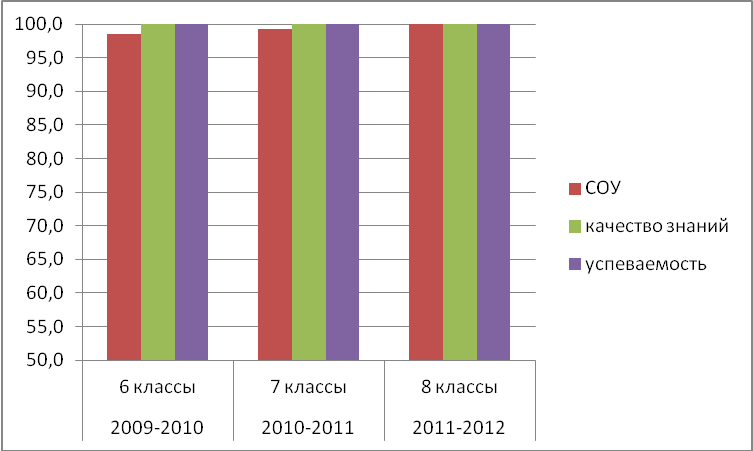 100,0
95,0
90,0
85,0
80,0
75,0
70,0
65,0
60,0
55,0
50,0
6 классы
7 классы
8 классы
2009-2010
2010-2011
2011-2012
СОУ
качество знаний
успеваемость